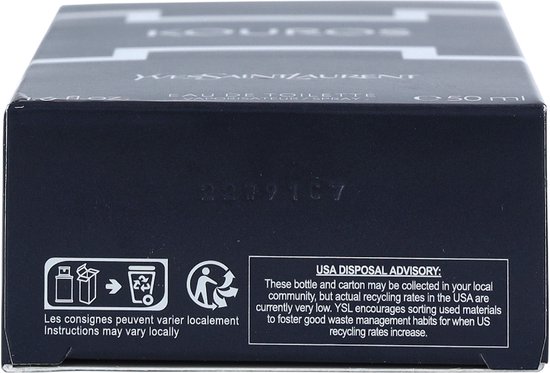 KOUROS
YVESSAINTLAURENT
EAU DE TOILETTE
VAPORISATEUR / SPRAY
℮ 50 ml
Les consignes peuvent varier localement
Instructions may vary locally
USA DISPOSAL ADVISORY:
These bottle and carton may be collected in your local
community, but actual recycling rates in the USA are
currently very low. YSL encourages sorting used materials
to foster good waste management habits for when US
recycling rates increase.